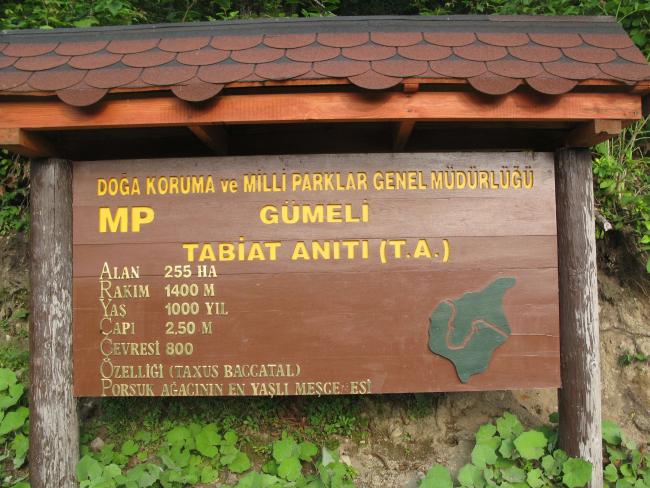 DOĞA KORUMA ve MİLLİ PARKLAR GENEL MÜDÜRLÜĞÜ
MP GÜMELİ
TABİAT ANITI (T.A.)
ALAN 255 HA
RAKIM 1400 M
YAŞ 1000 YIL
ÇAPI 2,50 M
ÇEVRESİ 800
ÖZELLİĞİ (TAXUS BACCATAL)
PORSUK AĞACININ EN YAŞLI MEŞCERESİ